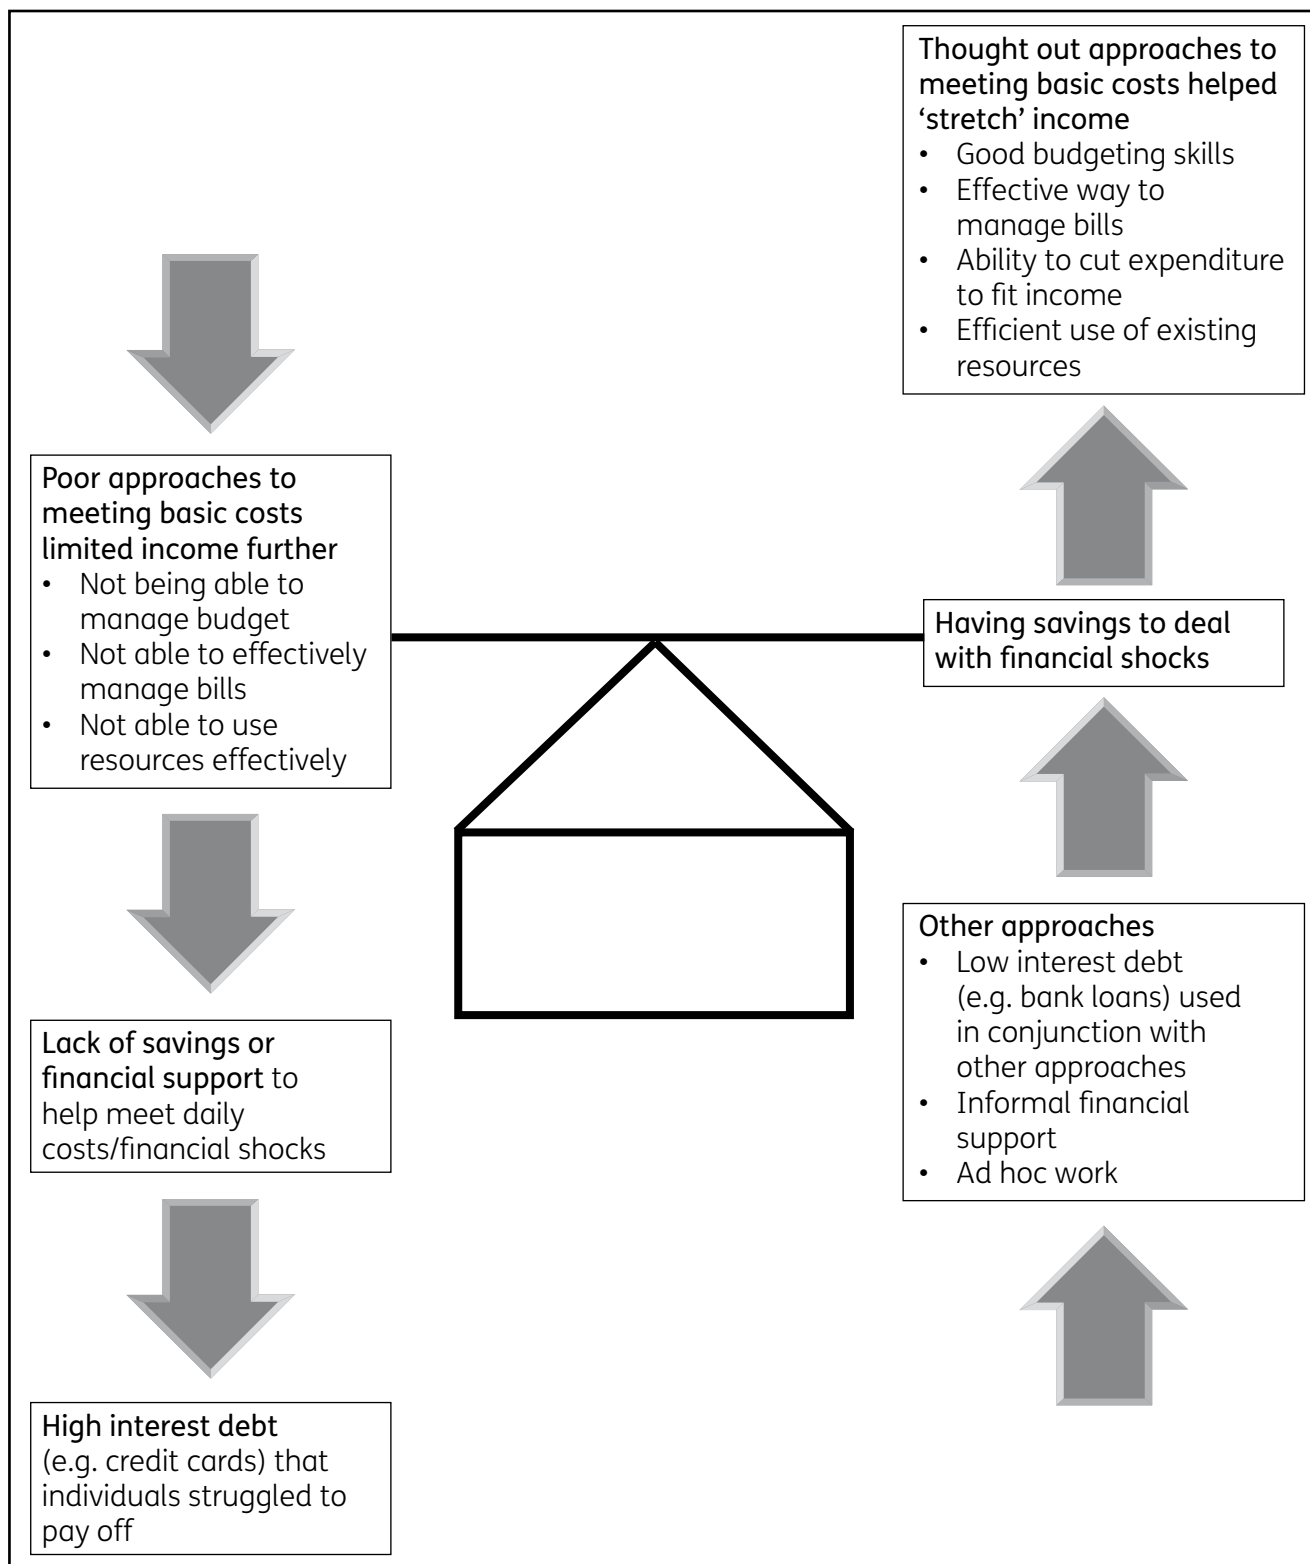 Thought out approaches to
meeting basic costs helped
‘stretch’ income
• Good budgeting skills
• Effective way to
manage bills
• Ability to cut expenditure
to fit income
• Efficient use of existing
resources
Poor approaches to
meeting basic costs
limited income further
• Not being able to
manage budget
• Not able to effectively
manage bills
• Not able to use
resources effectively
Having savings to deal
with financial shocks
Other approaches
• Low interest debt
(e.g. bank loans) used
in conjunction with
other approaches
• Informal financial
support
• Ad hoc work
Lack of savings or
financial support to
help meet daily
costs/financial shocks
High interest debt
(e.g. credit cards) that
individuals struggled to
pay off